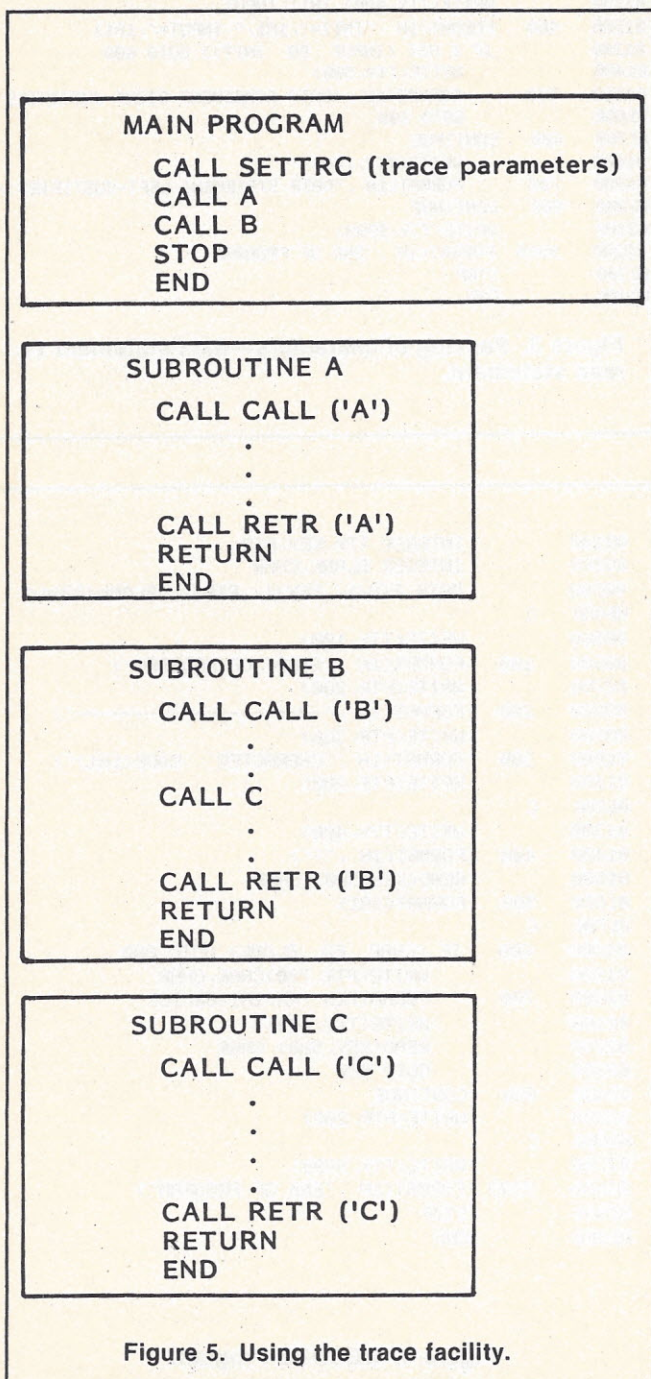 MAIN PROGRAM
CALL SETTRC (trace parameters)
CALL A
CALL B
STOP
END
SUBROUTINE A
CALL CALL ('A')
.
.
.
CALL RETR ('A')
RETURN
END
SUBROUTINE B
CALL CALL ('B')
.
.
CALL C
.
.
CALL RETR ('B')
RETURN
END
SUBROUTINE C
CALL CALL ('C')
.
.
.
.
CALL RETR ('C')
RETURN
END
Figure 5. Using the trace facility.